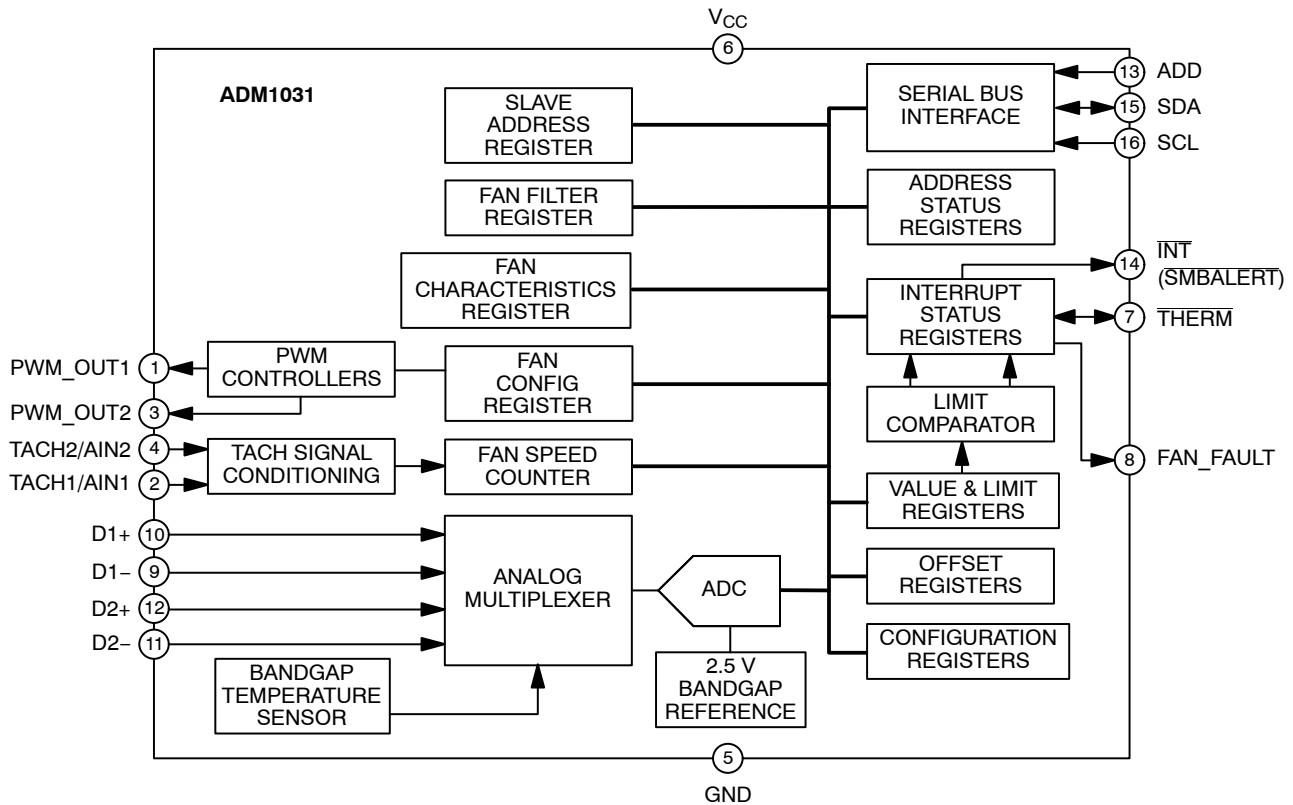 V_CC
6
ADM1031
SLAVE
ADDRESS
REGISTER
FAN FILTER
REGISTER
FAN
CHARACTERISTICS
REGISTER
PWM_OUT1
1
PWM
CONTROLLERS
FAN
CONFIG
REGISTER
PWM_OUT2
3
TACH2/AIN2
4
TACH1/AIN1
2
TACH SIGNAL
CONDITIONING
FAN SPEED
COUNTER
D1+
10
D1−
9
D2+
12
D2−
11
ANALOG
MULTIPLEXER
ADC
BANDGAP
TEMPERATURE
SENSOR
2.5 V
BANDGAP
REFERENCE
SERIAL BUS
INTERFACE
13
ADD
15
SDA
16
SCL
ADDRESS
STATUS
REGISTERS
INTERRUPT
STATUS
REGISTERS
14
INT
(SMBALERT)
7
THERM
LIMIT
COMPARATOR
8
FAN_FAULT
VALUE & LIMIT
REGISTERS
OFFSET
REGISTERS
CONFIGURATION
REGISTERS
5
GND